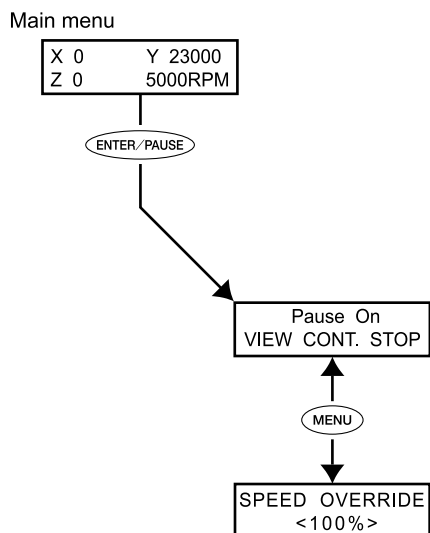 Main menu
X 0 Y 23000
Z 0 5000RPM
ENTER/PAUSE
Pause On
VIEW CONT. STOP
MENU
SPEED OVERRIDE
<100%>